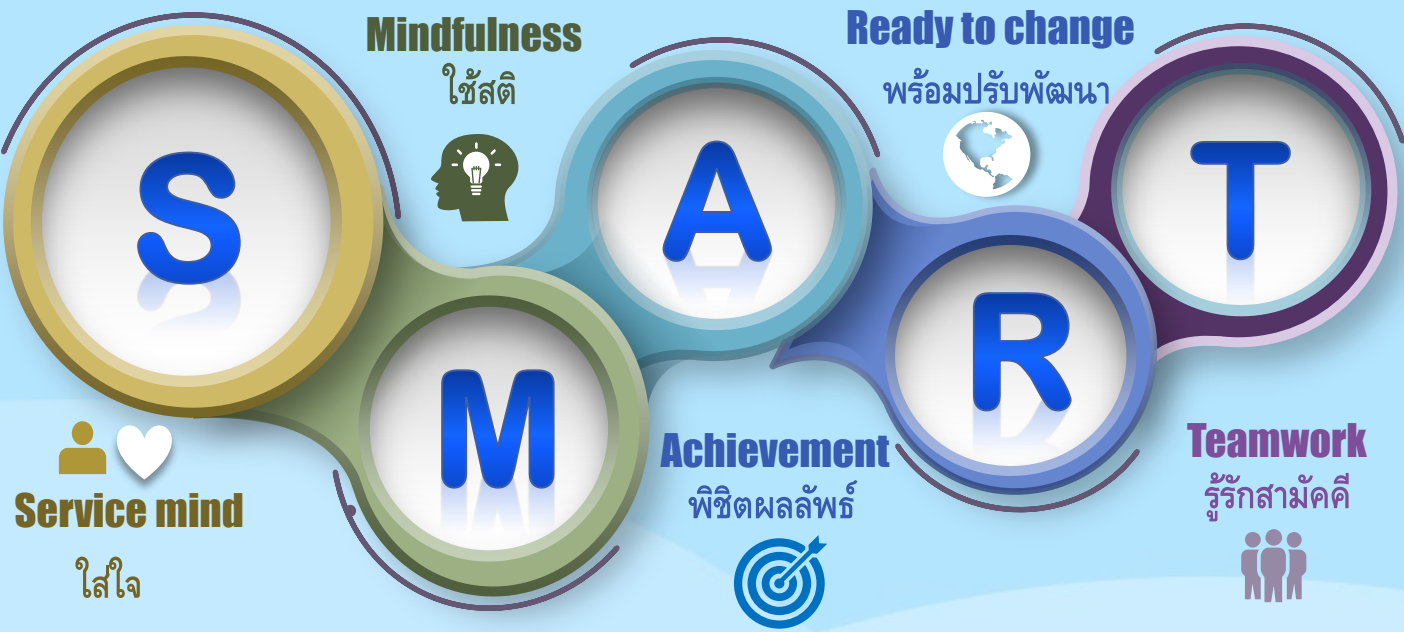 S
Service mind
ใส่ใจ
M
Mindfulness
ใช้สติ
A
Achievement
พิชิตผลลัพธ์
R
Ready to change
พร้อมปรับพัฒนา
T
Teamwork
รู้รักสามัคคี